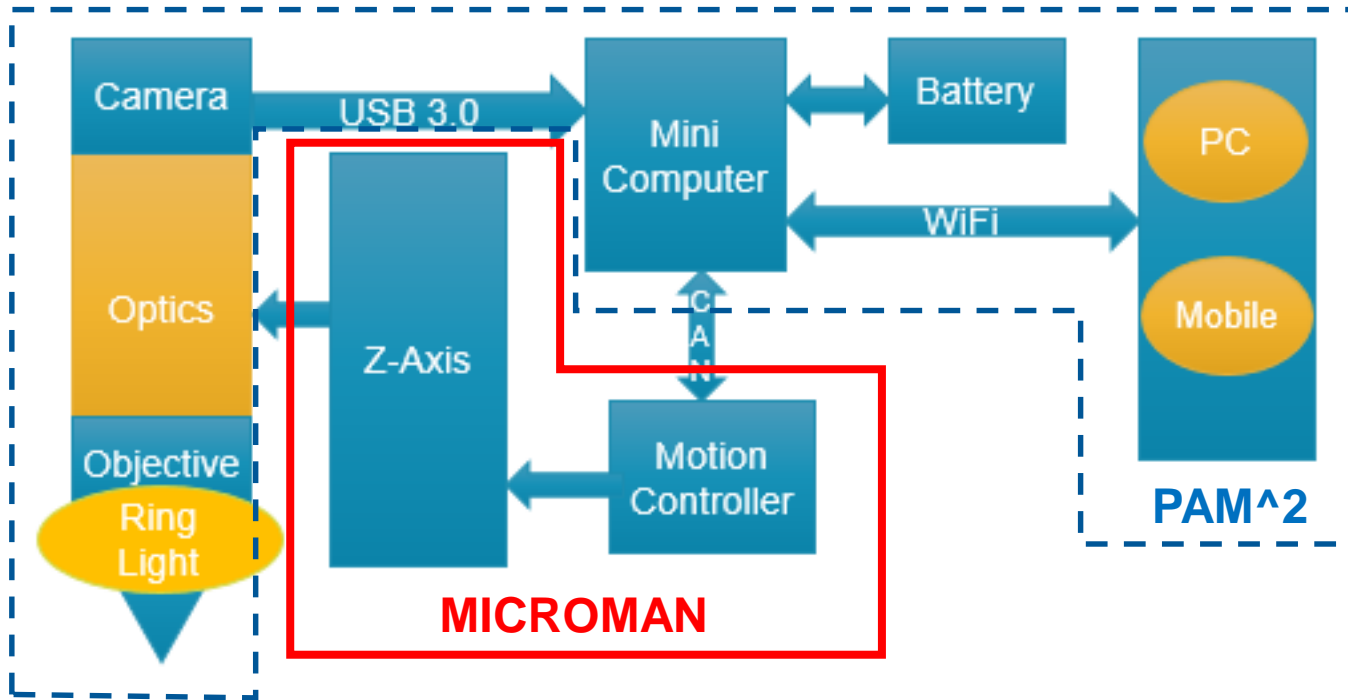 Camera
USB 3.0
Mini
Computer
Battery
PC
WiFi
Optics
Z-Axis
C
A
N
Mobile
Objective
Ring
Light
Motion
Controller
PAM^2
MICROMAN